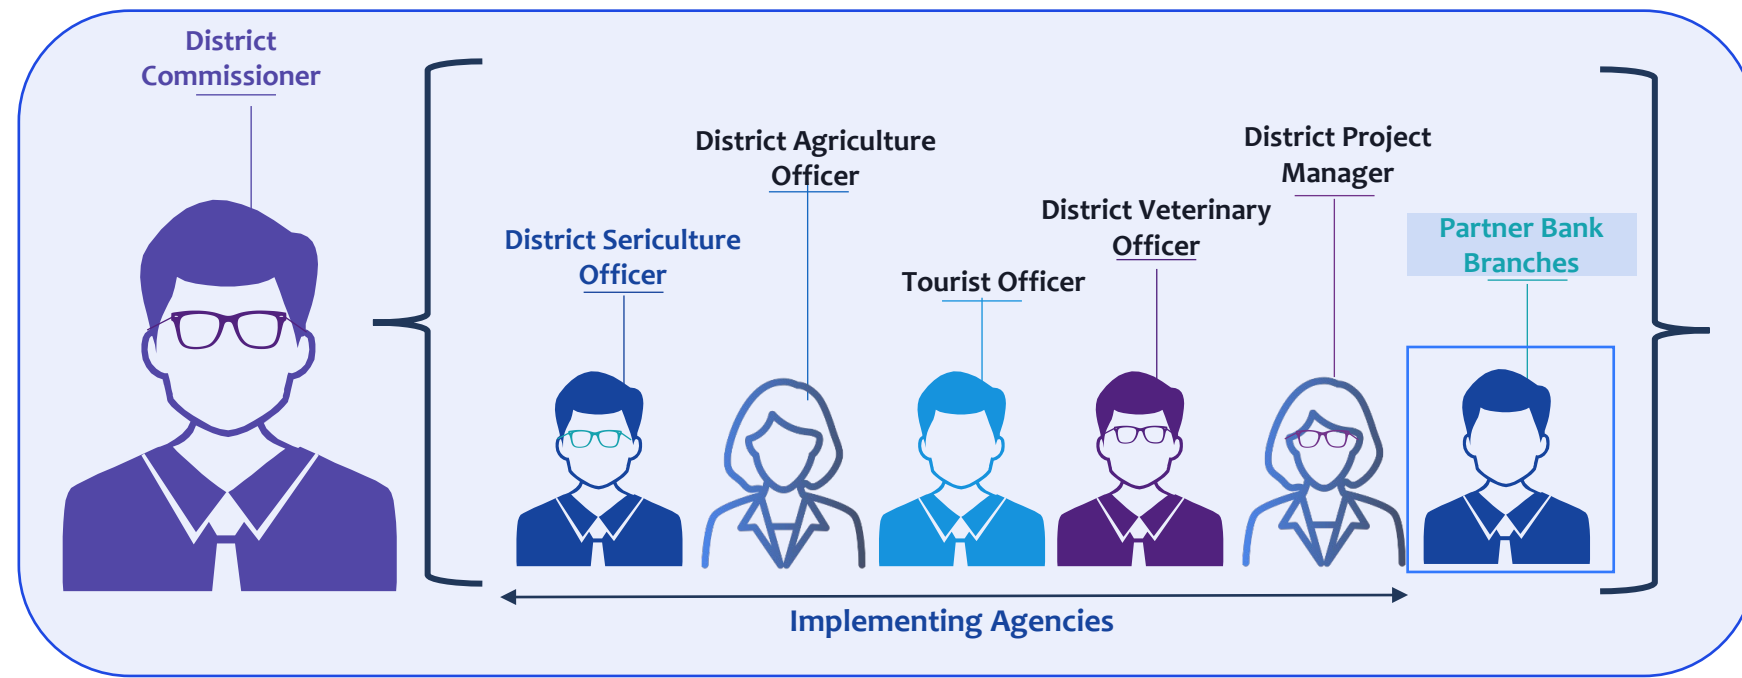 District
Commissioner
District Sericulture
Officer
District Agriculture
Officer
Tourist Officer
District Veterinary
Officer
District Project
Manager
Partner Bank
Branches
Implementing Agencies